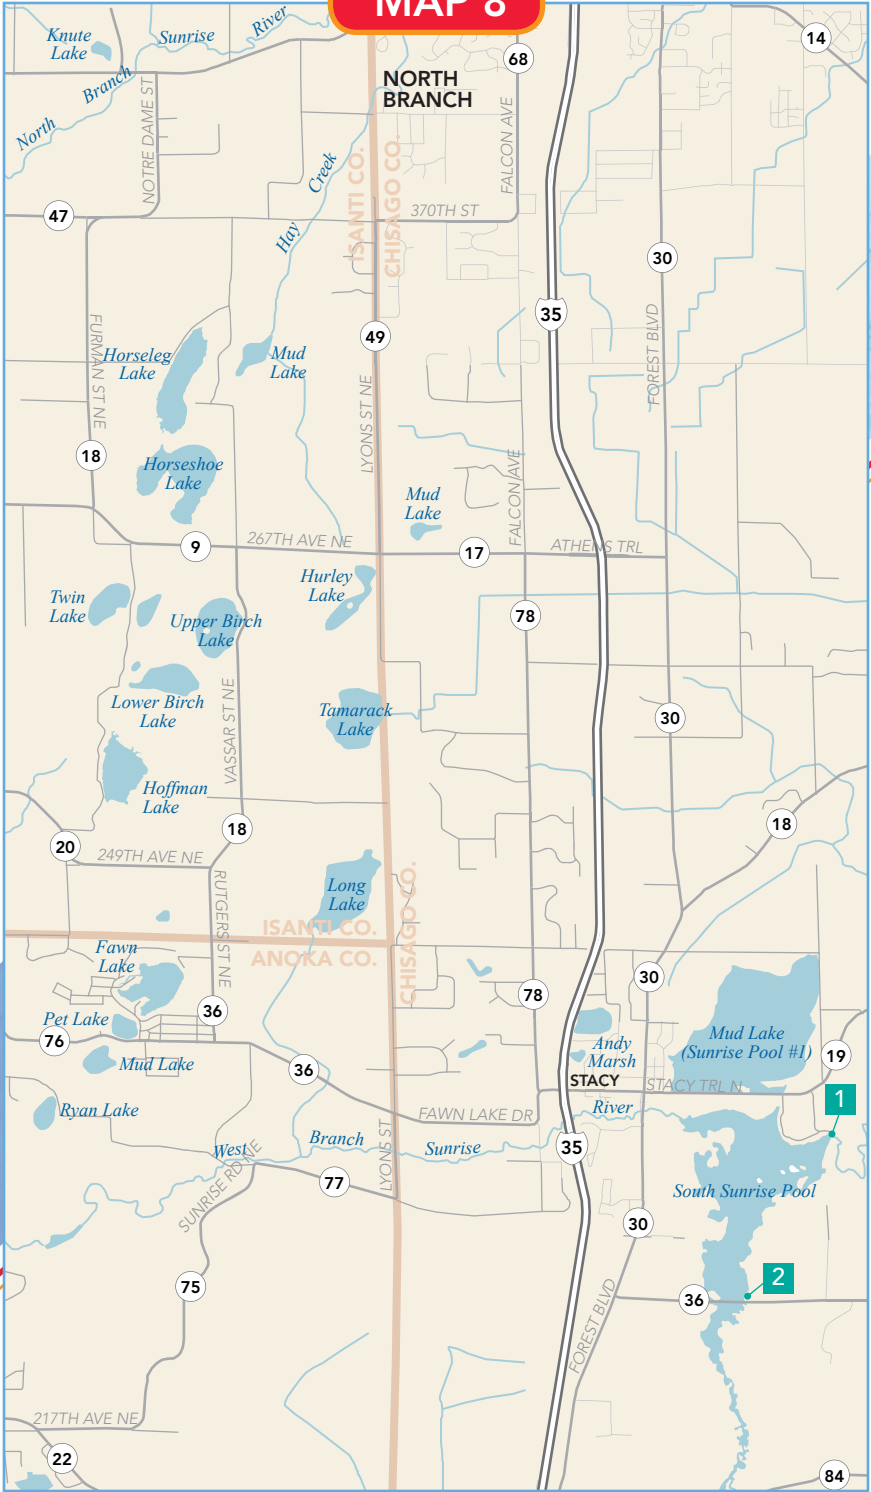 MAP 8
Knute
Lake
Sunrise
River
14
68
NORTH
BRANCH
Branch
North
NOTRE DAME ST
FALCON AVE
Creek
Hay
ISANTI CO.
CHISAGO CO.
47
370TH ST
30
35
FURMAN ST NE
49
Horseleg
Lake
Mud
Lake
FOREST BLVD
LYONS ST NE
18
Horseshoe
Lake
FALCON AVE
Mud
Lake
9
267TH AVE NE
17
ATHENS TRL
Hurley
Lake
Twin
Lake
Upper Birch
Lake
78
Lower Birch
Lake
Tamarack
Lake
30
VASSAR ST NE
Hoffman
Lake
18
18
20
249TH AVE NE
Long
Lake
RUTGERS ST NE
CHISAGO CO.
ISANTI CO.
ANOKA CO.
Fawn
Lake
30
78
36
Pet Lake
76
Mud Lake
Andy
Marsh
Mud Lake
(Sunrise Pool #1)
19
36
STACY
STACY TRL N
1
Ryan Lake
FAWN LAKE DR
River
West
Branch
Sunrise
35
LYONS ST
SUNRISE RD NE
77
South Sunrise Pool
30
75
2
36
FOREST BLVD
217TH AVE NE
22
84